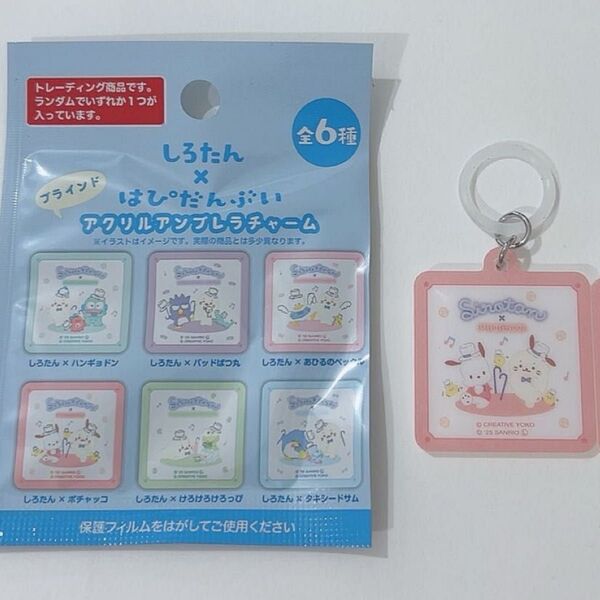 トレーディング商品です。
ランダムでいずれか1つが
入っています。
全6種
しろたん
×
はぴだんぶい
ブラインド
アクリルアンブレラチャーム
※イラストはイメージです。実際の商品とは多少異なります。
しろたん×ハンギョドン
しろたん×バッドばつ丸
しろたん×あひるのペックル
しろたん×ポチャッコ
しろたん×けろけろけろっぴ
しろたん×タキシードサム
保護フィルムをはがしてご使用ください
Sirotan
×
© CREATIVE YOKO
© '25 SANRIO Ⓛ